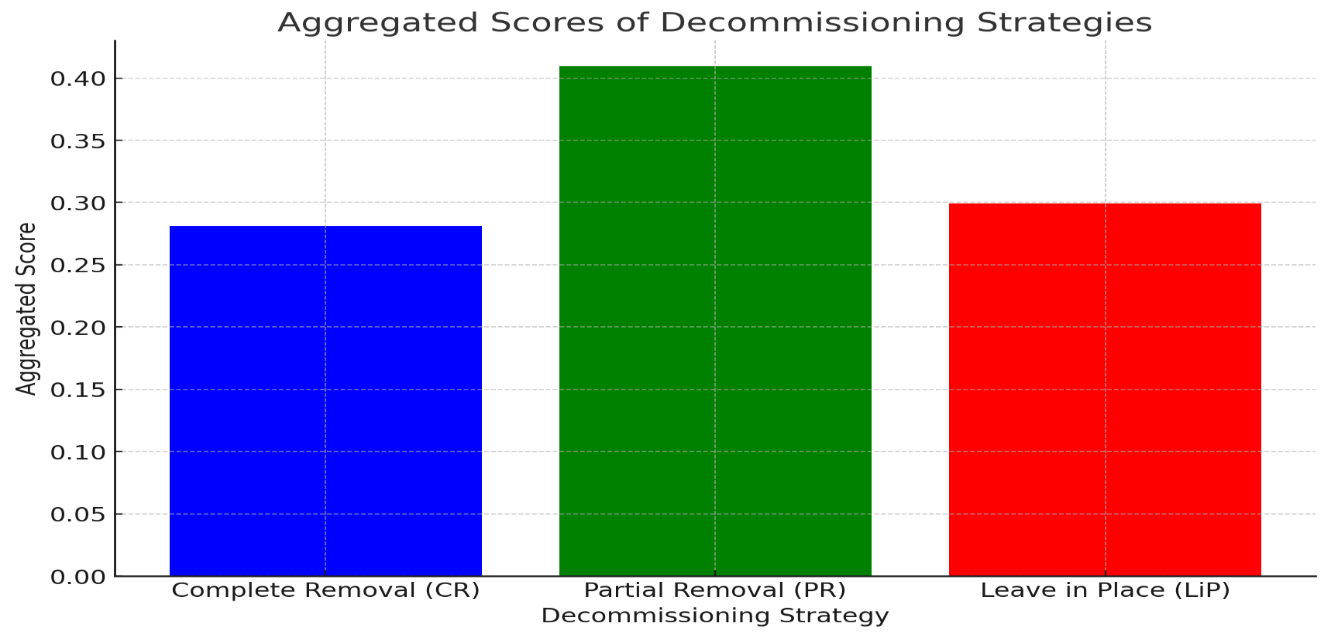 Aggregated Scores of Decommissioning Strategies
Aggregated Score
0.40
0.35
0.30
0.25
0.20
0.15
0.10
0.05
0.00
Complete Removal (CR)
Partial Removal (PR)
Leave in Place (LiP)
Decommissioning Strategy